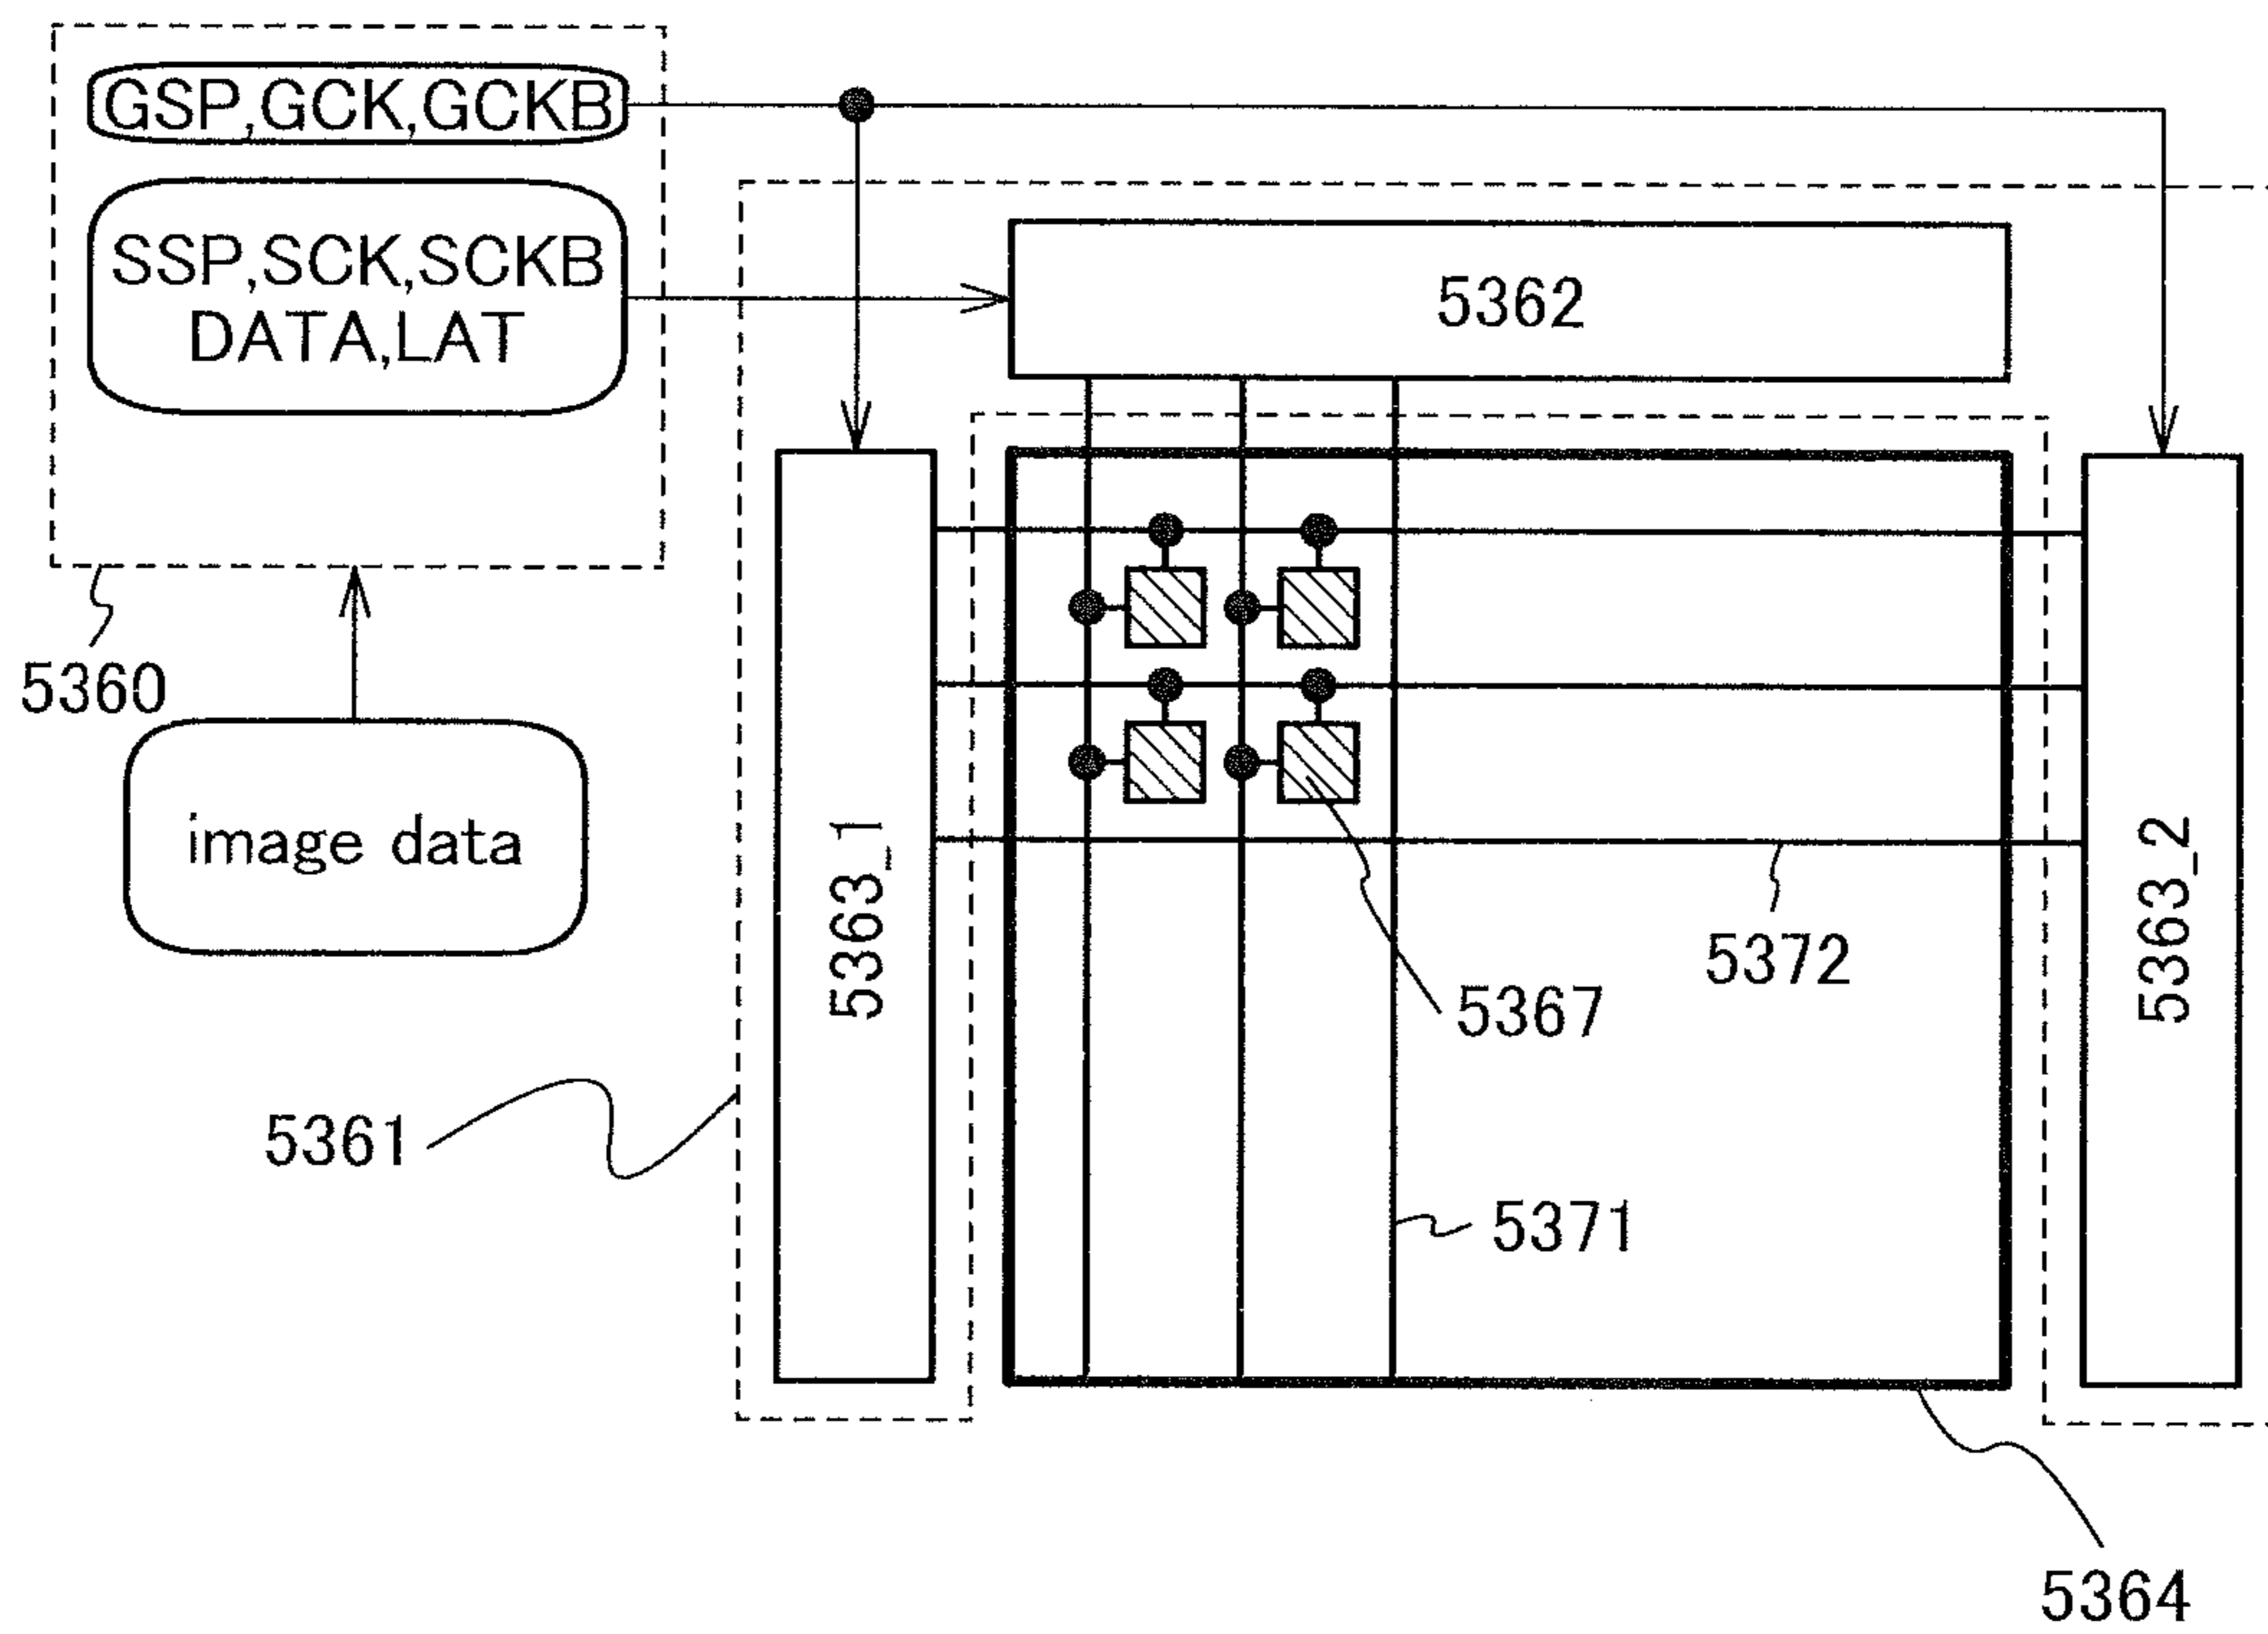 GSP,GCK,GCKB
SSP,SCK,SCKB
DATA,LAT
5362
5360
image data
5363_1
5363_2
5372
5367
5361
5371
5364